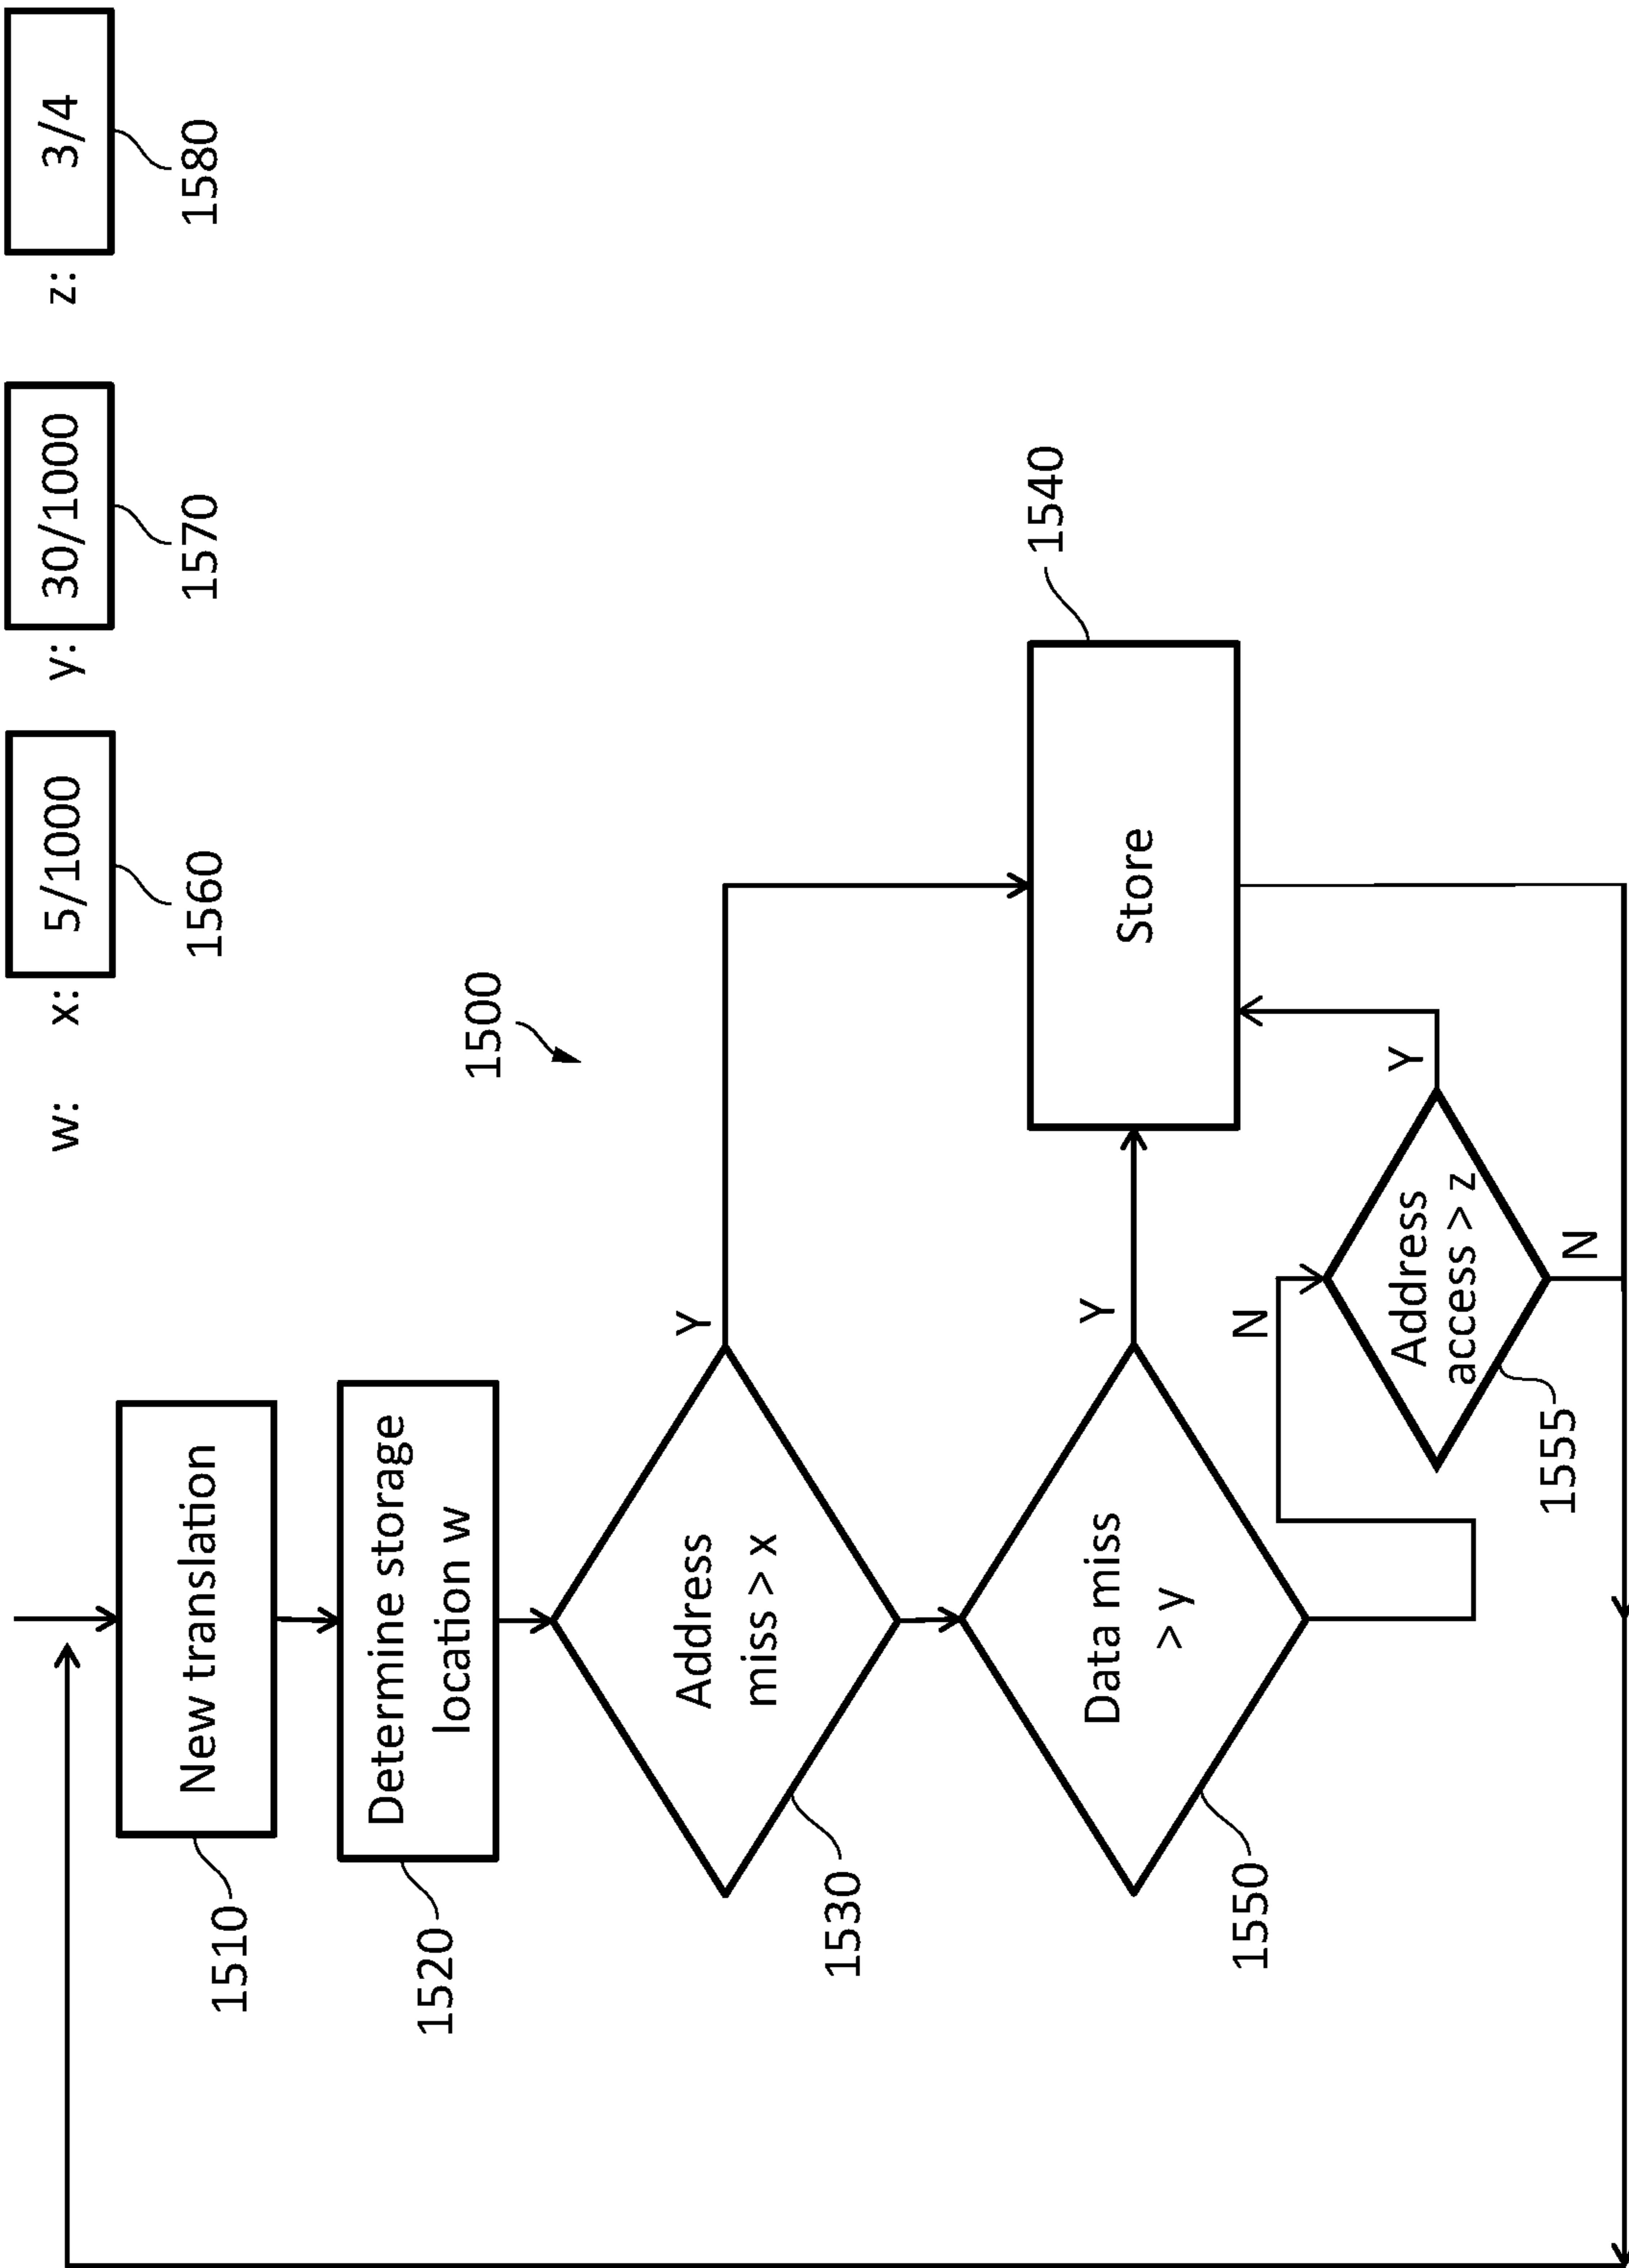 w:
x:
5/1000
1560
y:
30/1000
1570
z:
3/4
1580
1500
New translation
1510
Determine storage
location w
1520
Address
miss > x
1530
Y
Store
1540
Data miss
> y
1550
Y
N
Address
access > z
1555
Y
N